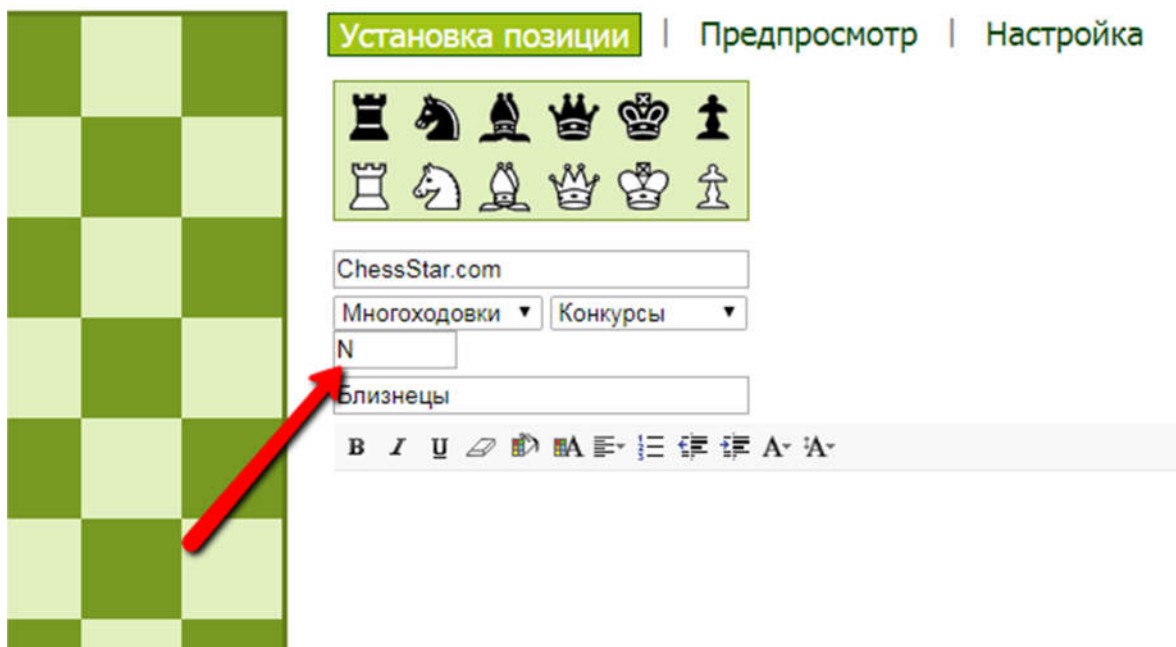 Установка позиции | Предпросмотр | Настройка
ChessStar.com
Многоходовки Конкурсы
N
Близнецы
B I U A A A